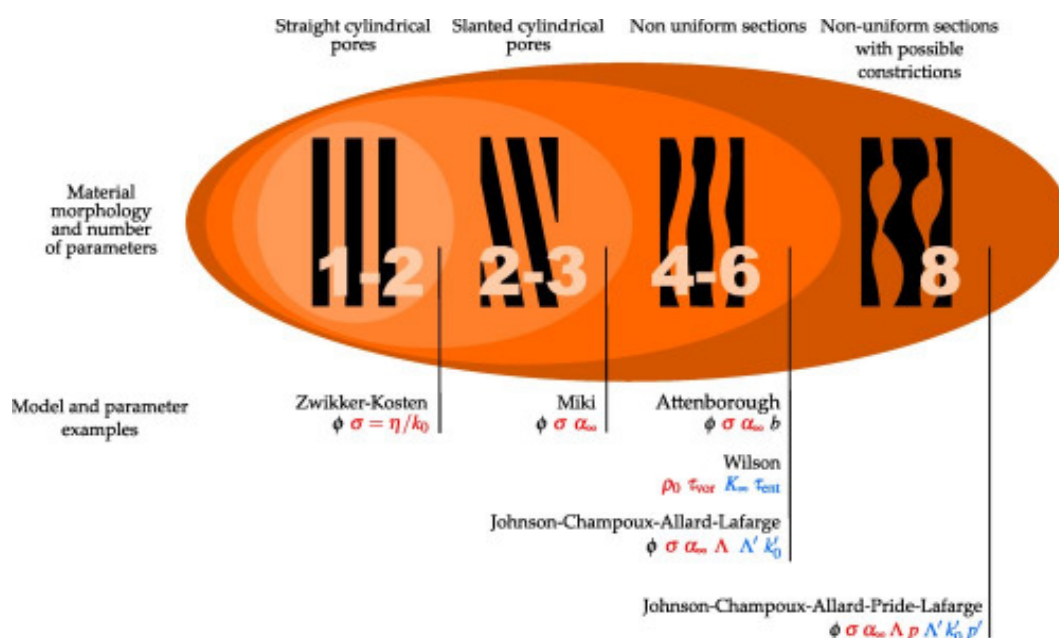 Straight cylindrical
pores
Slanted cylindrical
pores
Non uniform sections
Non-uniform sections
with possible
constrictions
Material
morphology
and number
of parameters
1-2
2-3
4-6
8
Model and parameter
examples
Zwikker-Kosten
ϕ σ = η/k₀
Miki
ϕ σ α∞
Attenborough
ϕ σ α∞ b
Wilson
ρ₀ τvor K∞ τent
Johnson-Champoux-Allard-Lafarge
ϕ σ α∞ Λ Λ′ k′₀
Johnson-Champoux-Allard-Pride-Lafarge
ϕ σ α∞ Λ p Λ′ k′₀ p′